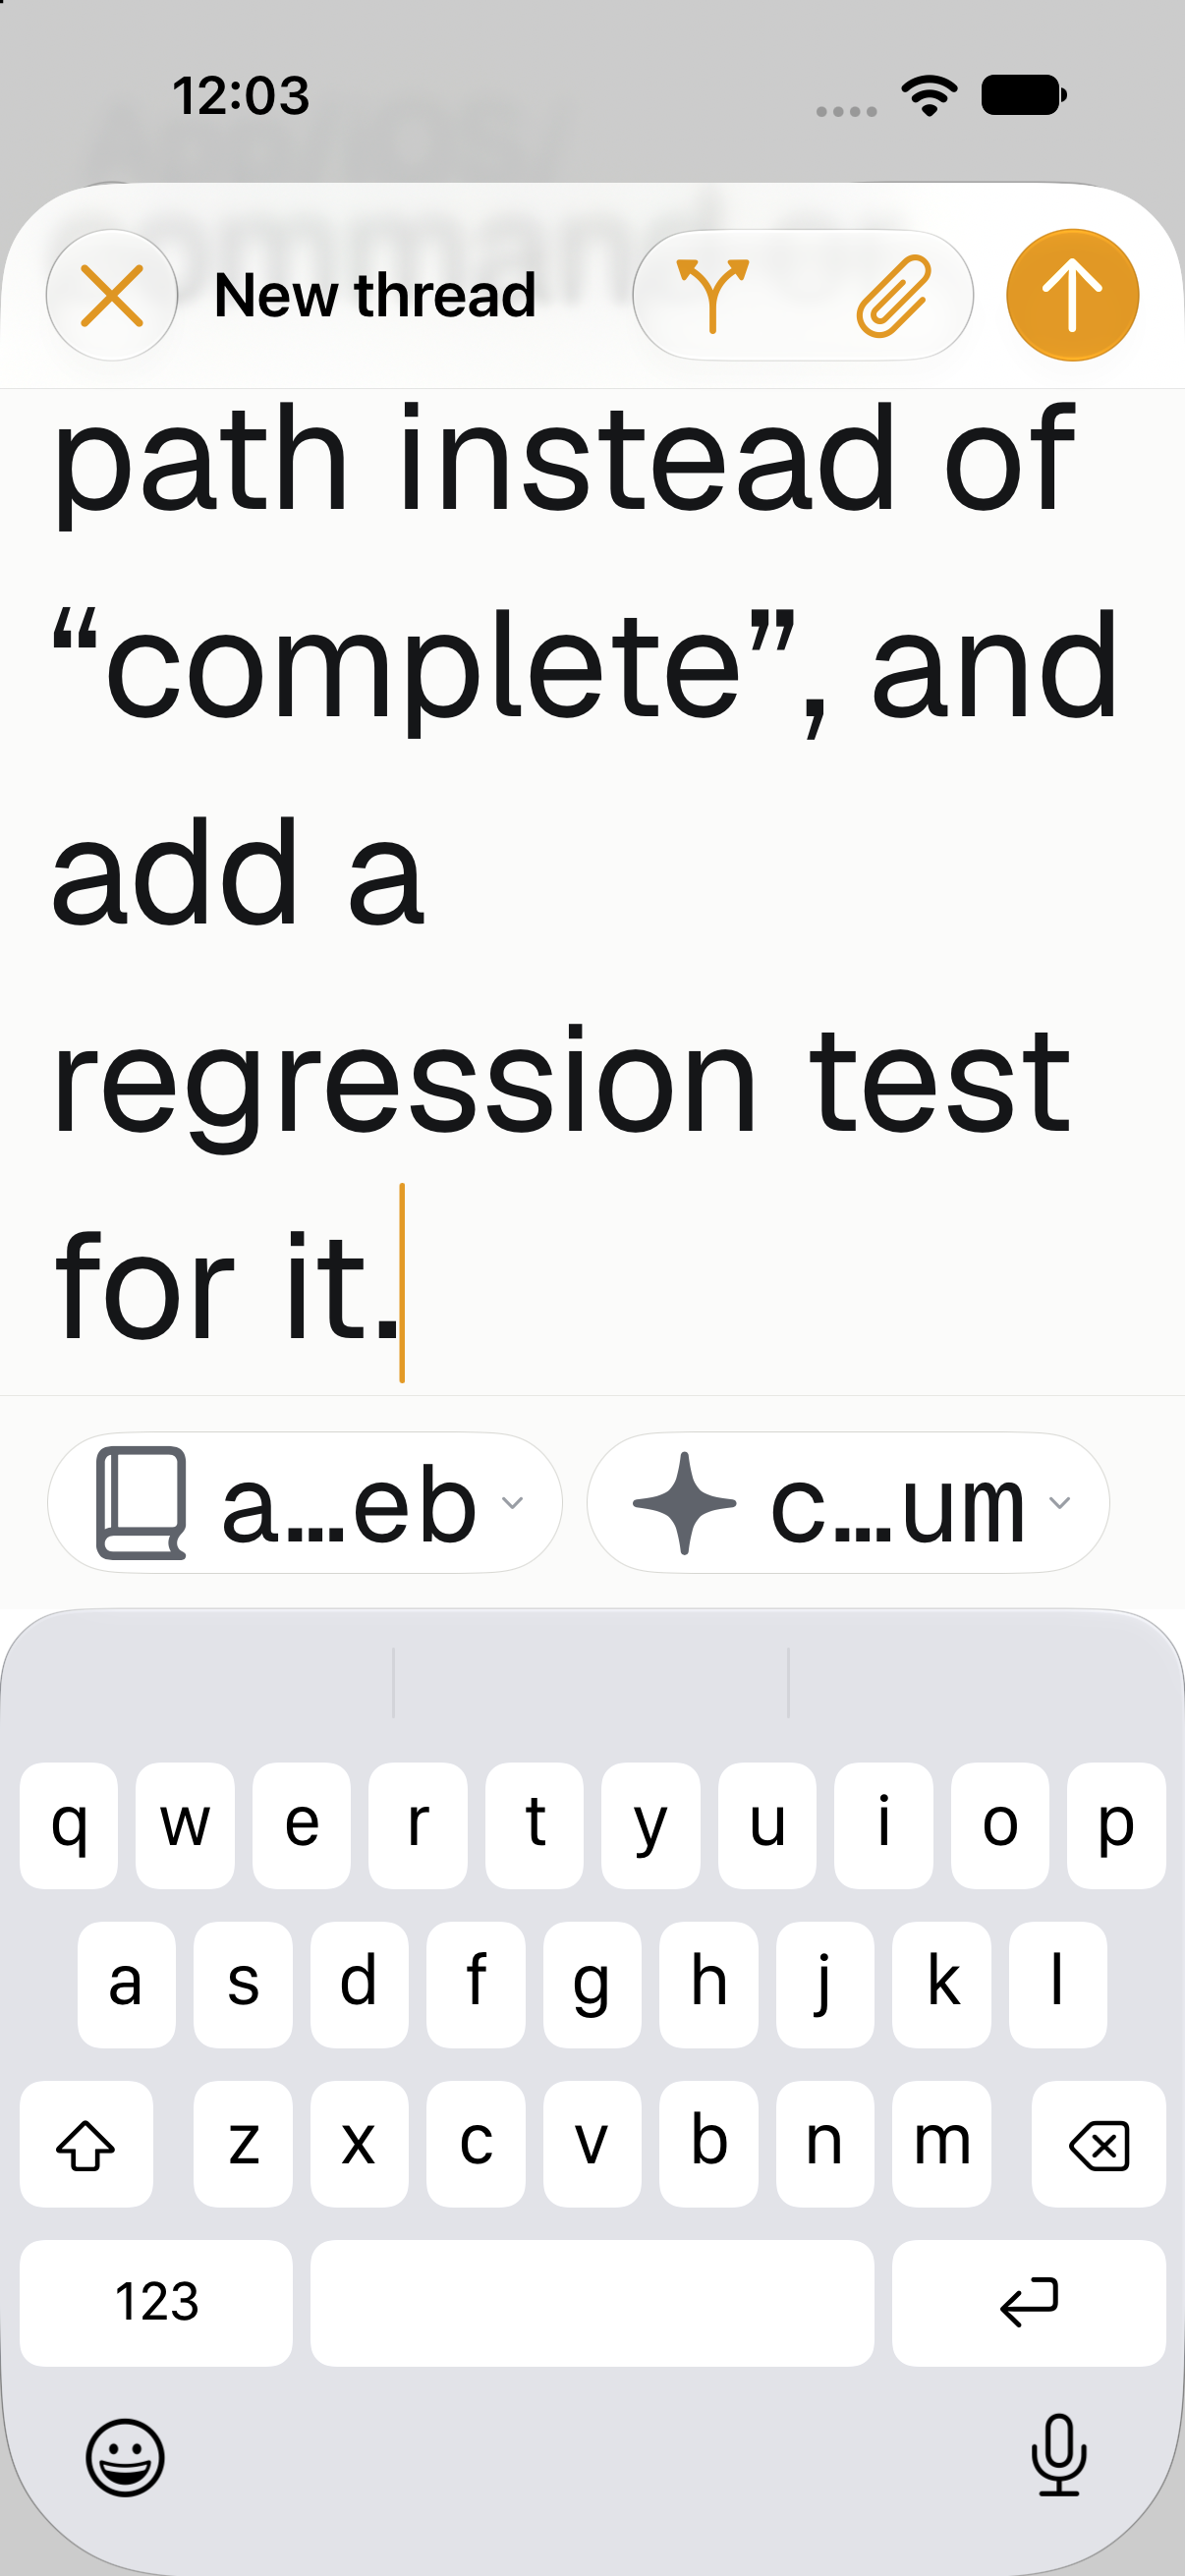 12:03
New thread
path instead of
“complete”, and
add a
regression test
for it.
a…eb
c…um
q w e r t y u i o p
a s d f g h j k l
z x c v b n m
123